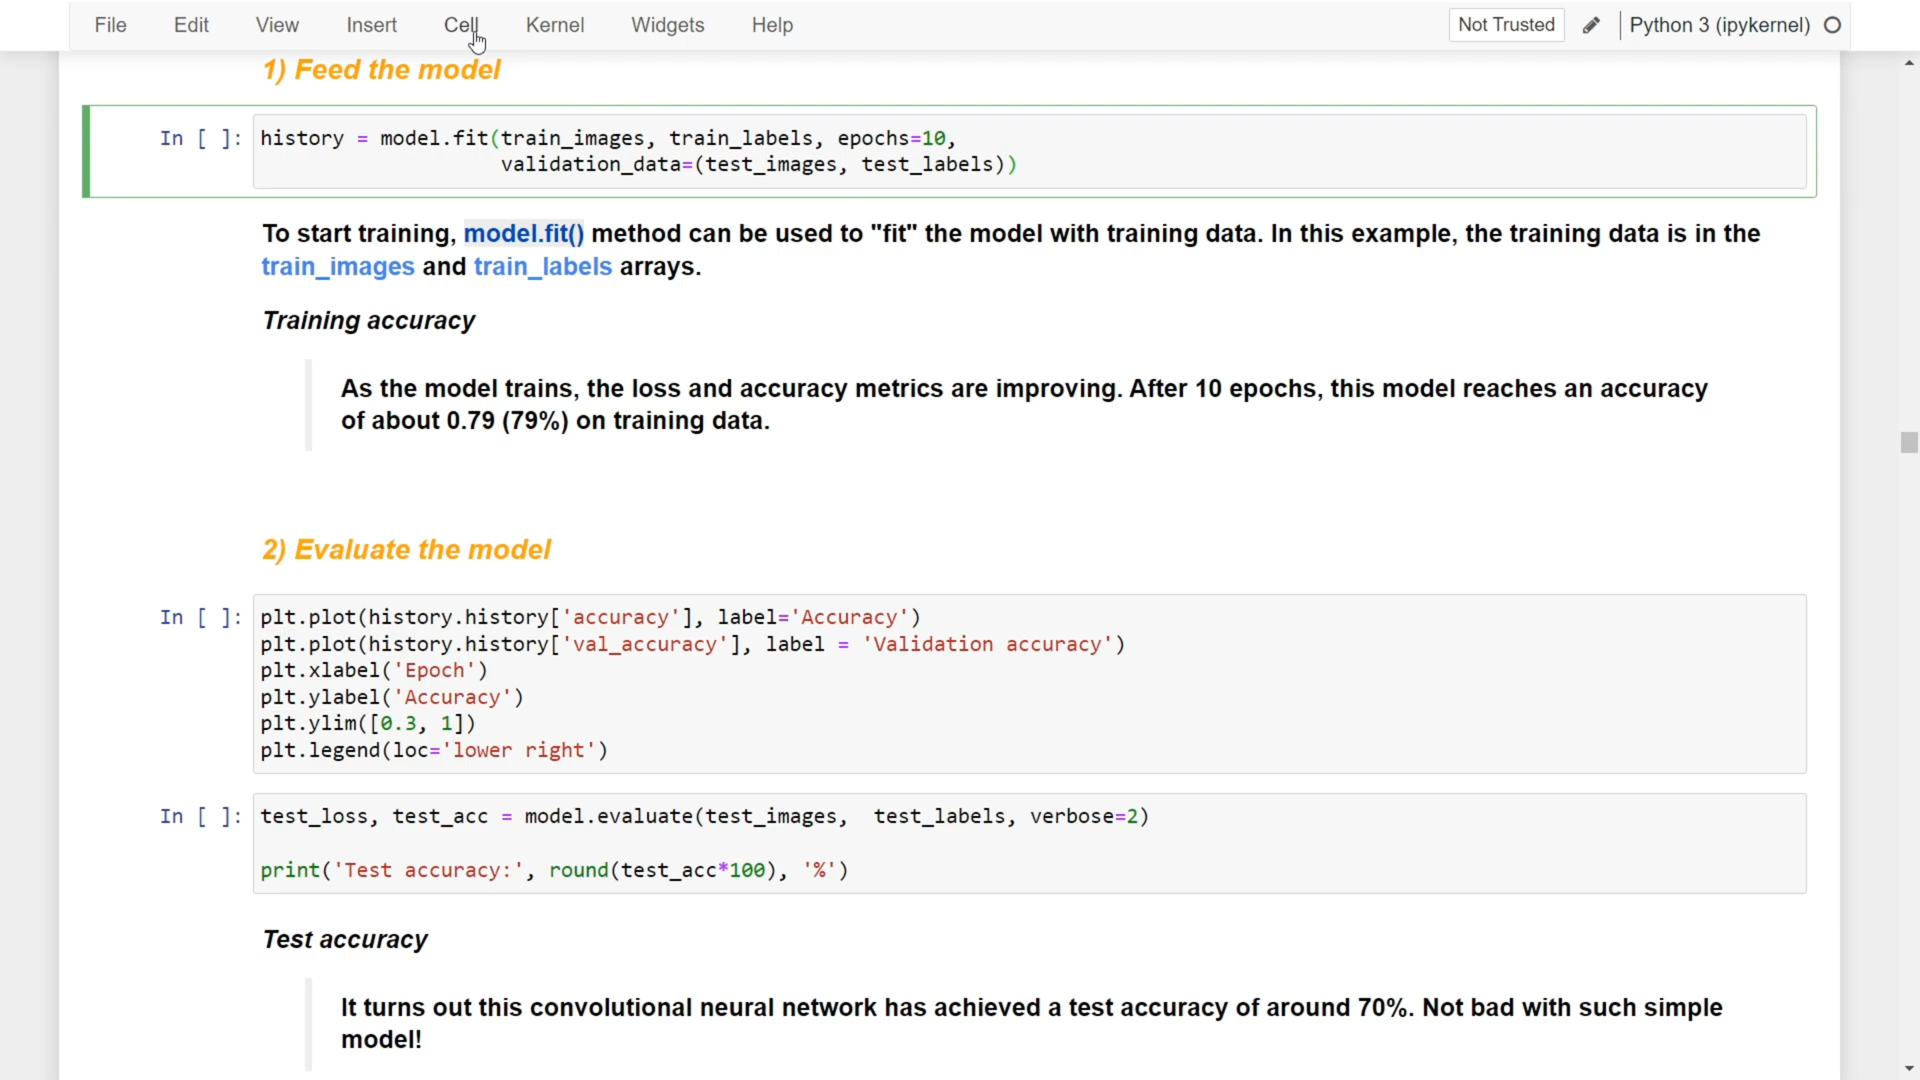 File Edit View Insert Cell Kernel Widgets Help Not Trusted Python 3 (ipykernel)
1) Feed the model
In [ ]: history = model.fit(train_images, train_labels, epochs=10,
validation_data=(test_images, test_labels))
To start training, model.fit() method can be used to "fit" the model with training data. In this example, the training data is in the
train_images and train_labels arrays.
Training accuracy
As the model trains, the loss and accuracy metrics are improving. After 10 epochs, this model reaches an accuracy
of about 0.79 (79%) on training data.
2) Evaluate the model
In [ ]: plt.plot(history.history['accuracy'], label='Accuracy')
plt.plot(history.history['val_accuracy'], label = 'Validation accuracy')
plt.xlabel('Epoch')
plt.ylabel('Accuracy')
plt.ylim([0.3, 1])
plt.legend(loc='lower right')
In [ ]: test_loss, test_acc = model.evaluate(test_images,  test_labels, verbose=2)
print('Test accuracy:', round(test_acc*100), '%')
Test accuracy
It turns out this convolutional neural network has achieved a test accuracy of around 70%. Not bad with such simple
model!